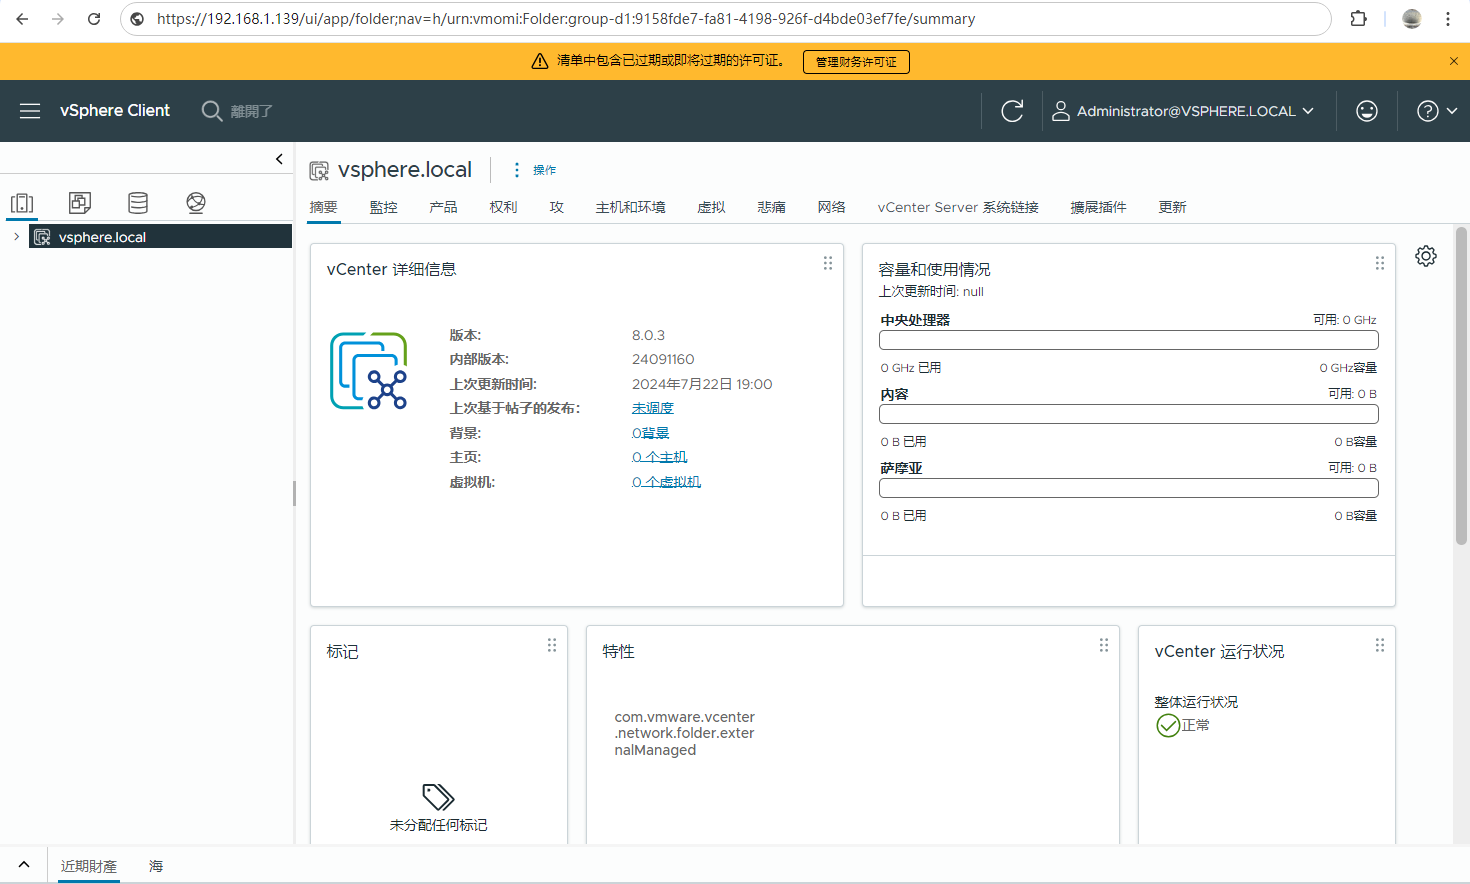 https://192.168.1.139/ui/app/folder;nav=h/urn:vmomi:Folder:group-d1:9158fde7-fa81-4198-926f-d4bde03ef7fe/summary
清单中包含已过期或即将过期的许可证。 管理财务许可证
vSphere Client 離開了 Administrator@VSPHERE.LOCAL
vsphere.local 操作
摘要 監控 产品 权利 攻 主机和环境 虚拟 悲痛 网络 vCenter Server 系统链接 擴展插件 更新
vsphere.local
vCenter 详细信息
版本: 8.0.3
内部版本: 24091160
上次更新时间: 2024年7月22日 19:00
上次基于帖子的发布: 未调度
背景: 0背景
主页: 0 个主机
虚拟机: 0 个虚拟机
容量和使用情况
上次更新时间: null
中央处理器 可用: 0 GHz
0 GHz 已用 0 GHz容量
内容 可用: 0 B
0 B 已用 0 B容量
萨摩亚 可用: 0 B
0 B 已用 0 B容量
标记
未分配任何标记
特性
com.vmware.vcenter
.network.folder.exter
nalManaged
vCenter 运行状况
整体运行状况
正常
近期財產 海